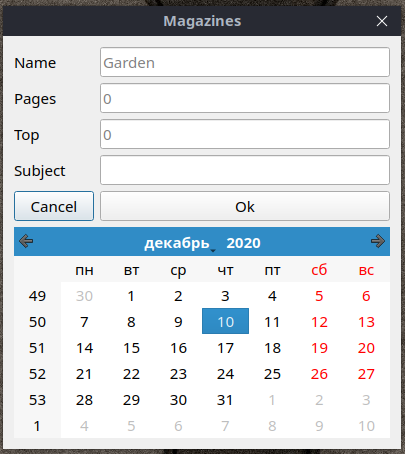 Magazines
Name Garden
Pages 0
Top 0
Subject
Cancel Ok
декабрь 2020
пн вт ср чт пт сб вс
49 30 1 2 3 4 5 6
50 7 8 9 10 11 12 13
51 14 15 16 17 18 19 20
52 21 22 23 24 25 26 27
53 28 29 30 31 1 2 3
1 4 5 6 7 8 9 10